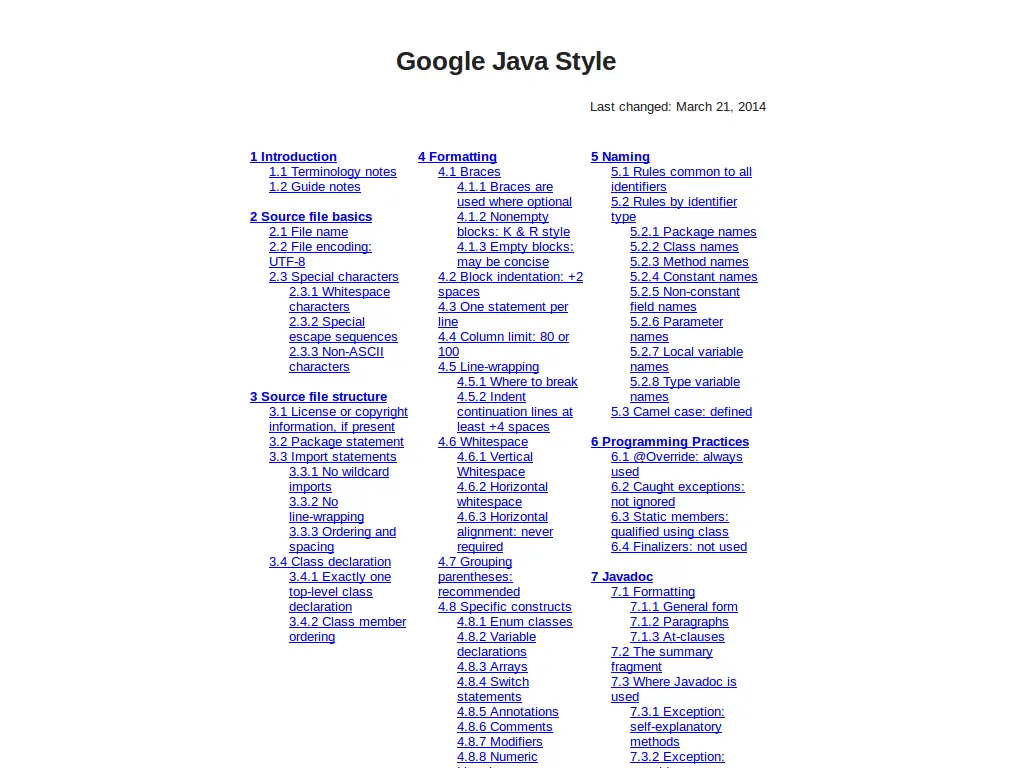 Google Java Style
Last changed: March 21, 2014
1 Introduction
1.1 Terminology notes
1.2 Guide notes
2 Source file basics
2.1 File name
2.2 File encoding:
UTF-8
2.3 Special characters
2.3.1 Whitespace
characters
2.3.2 Special
escape sequences
2.3.3 Non-ASCII
characters
3 Source file structure
3.1 License or copyright
information, if present
3.2 Package statement
3.3 Import statements
3.3.1 No wildcard
imports
3.3.2 No
line-wrapping
3.3.3 Ordering and
spacing
3.4 Class declaration
3.4.1 Exactly one
top-level class
declaration
3.4.2 Class member
ordering
4 Formatting
4.1 Braces
4.1.1 Braces are
used where optional
4.1.2 Nonempty
blocks: K & R style
4.1.3 Empty blocks:
may be concise
4.2 Block indentation: +2
spaces
4.3 One statement per
line
4.4 Column limit: 80 or
100
4.5 Line-wrapping
4.5.1 Where to break
4.5.2 Indent
continuation lines at
least +4 spaces
4.6 Whitespace
4.6.1 Vertical
Whitespace
4.6.2 Horizontal
whitespace
4.6.3 Horizontal
alignment: never
required
4.7 Grouping
parentheses:
recommended
4.8 Specific constructs
4.8.1 Enum classes
4.8.2 Variable
declarations
4.8.3 Arrays
4.8.4 Switch
statements
4.8.5 Annotations
4.8.6 Comments
4.8.7 Modifiers
4.8.8 Numeric
5 Naming
5.1 Rules common to all
identifiers
5.2 Rules by identifier
type
5.2.1 Package names
5.2.2 Class names
5.2.3 Method names
5.2.4 Constant names
5.2.5 Non-constant
field names
5.2.6 Parameter
names
5.2.7 Local variable
names
5.2.8 Type variable
names
5.3 Camel case: defined
6 Programming Practices
6.1 @Override: always
used
6.2 Caught exceptions:
not ignored
6.3 Static members:
qualified using class
6.4 Finalizers: not used
7 Javadoc
7.1 Formatting
7.1.1 General form
7.1.2 Paragraphs
7.1.3 At-clauses
7.2 The summary
fragment
7.3 Where Javadoc is
used
7.3.1 Exception:
self-explanatory
methods
7.3.2 Exception: